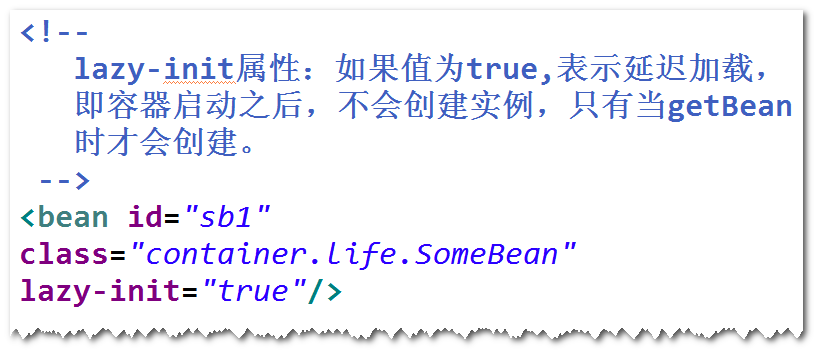 <!--
lazy-init属性：如果值为true,表示延迟加载，
即容器启动之后，不会创建实例，只有当getBean
时才会创建。
-->
<bean id="sb1"
class="container.life.SomeBean"
lazy-init="true"/>